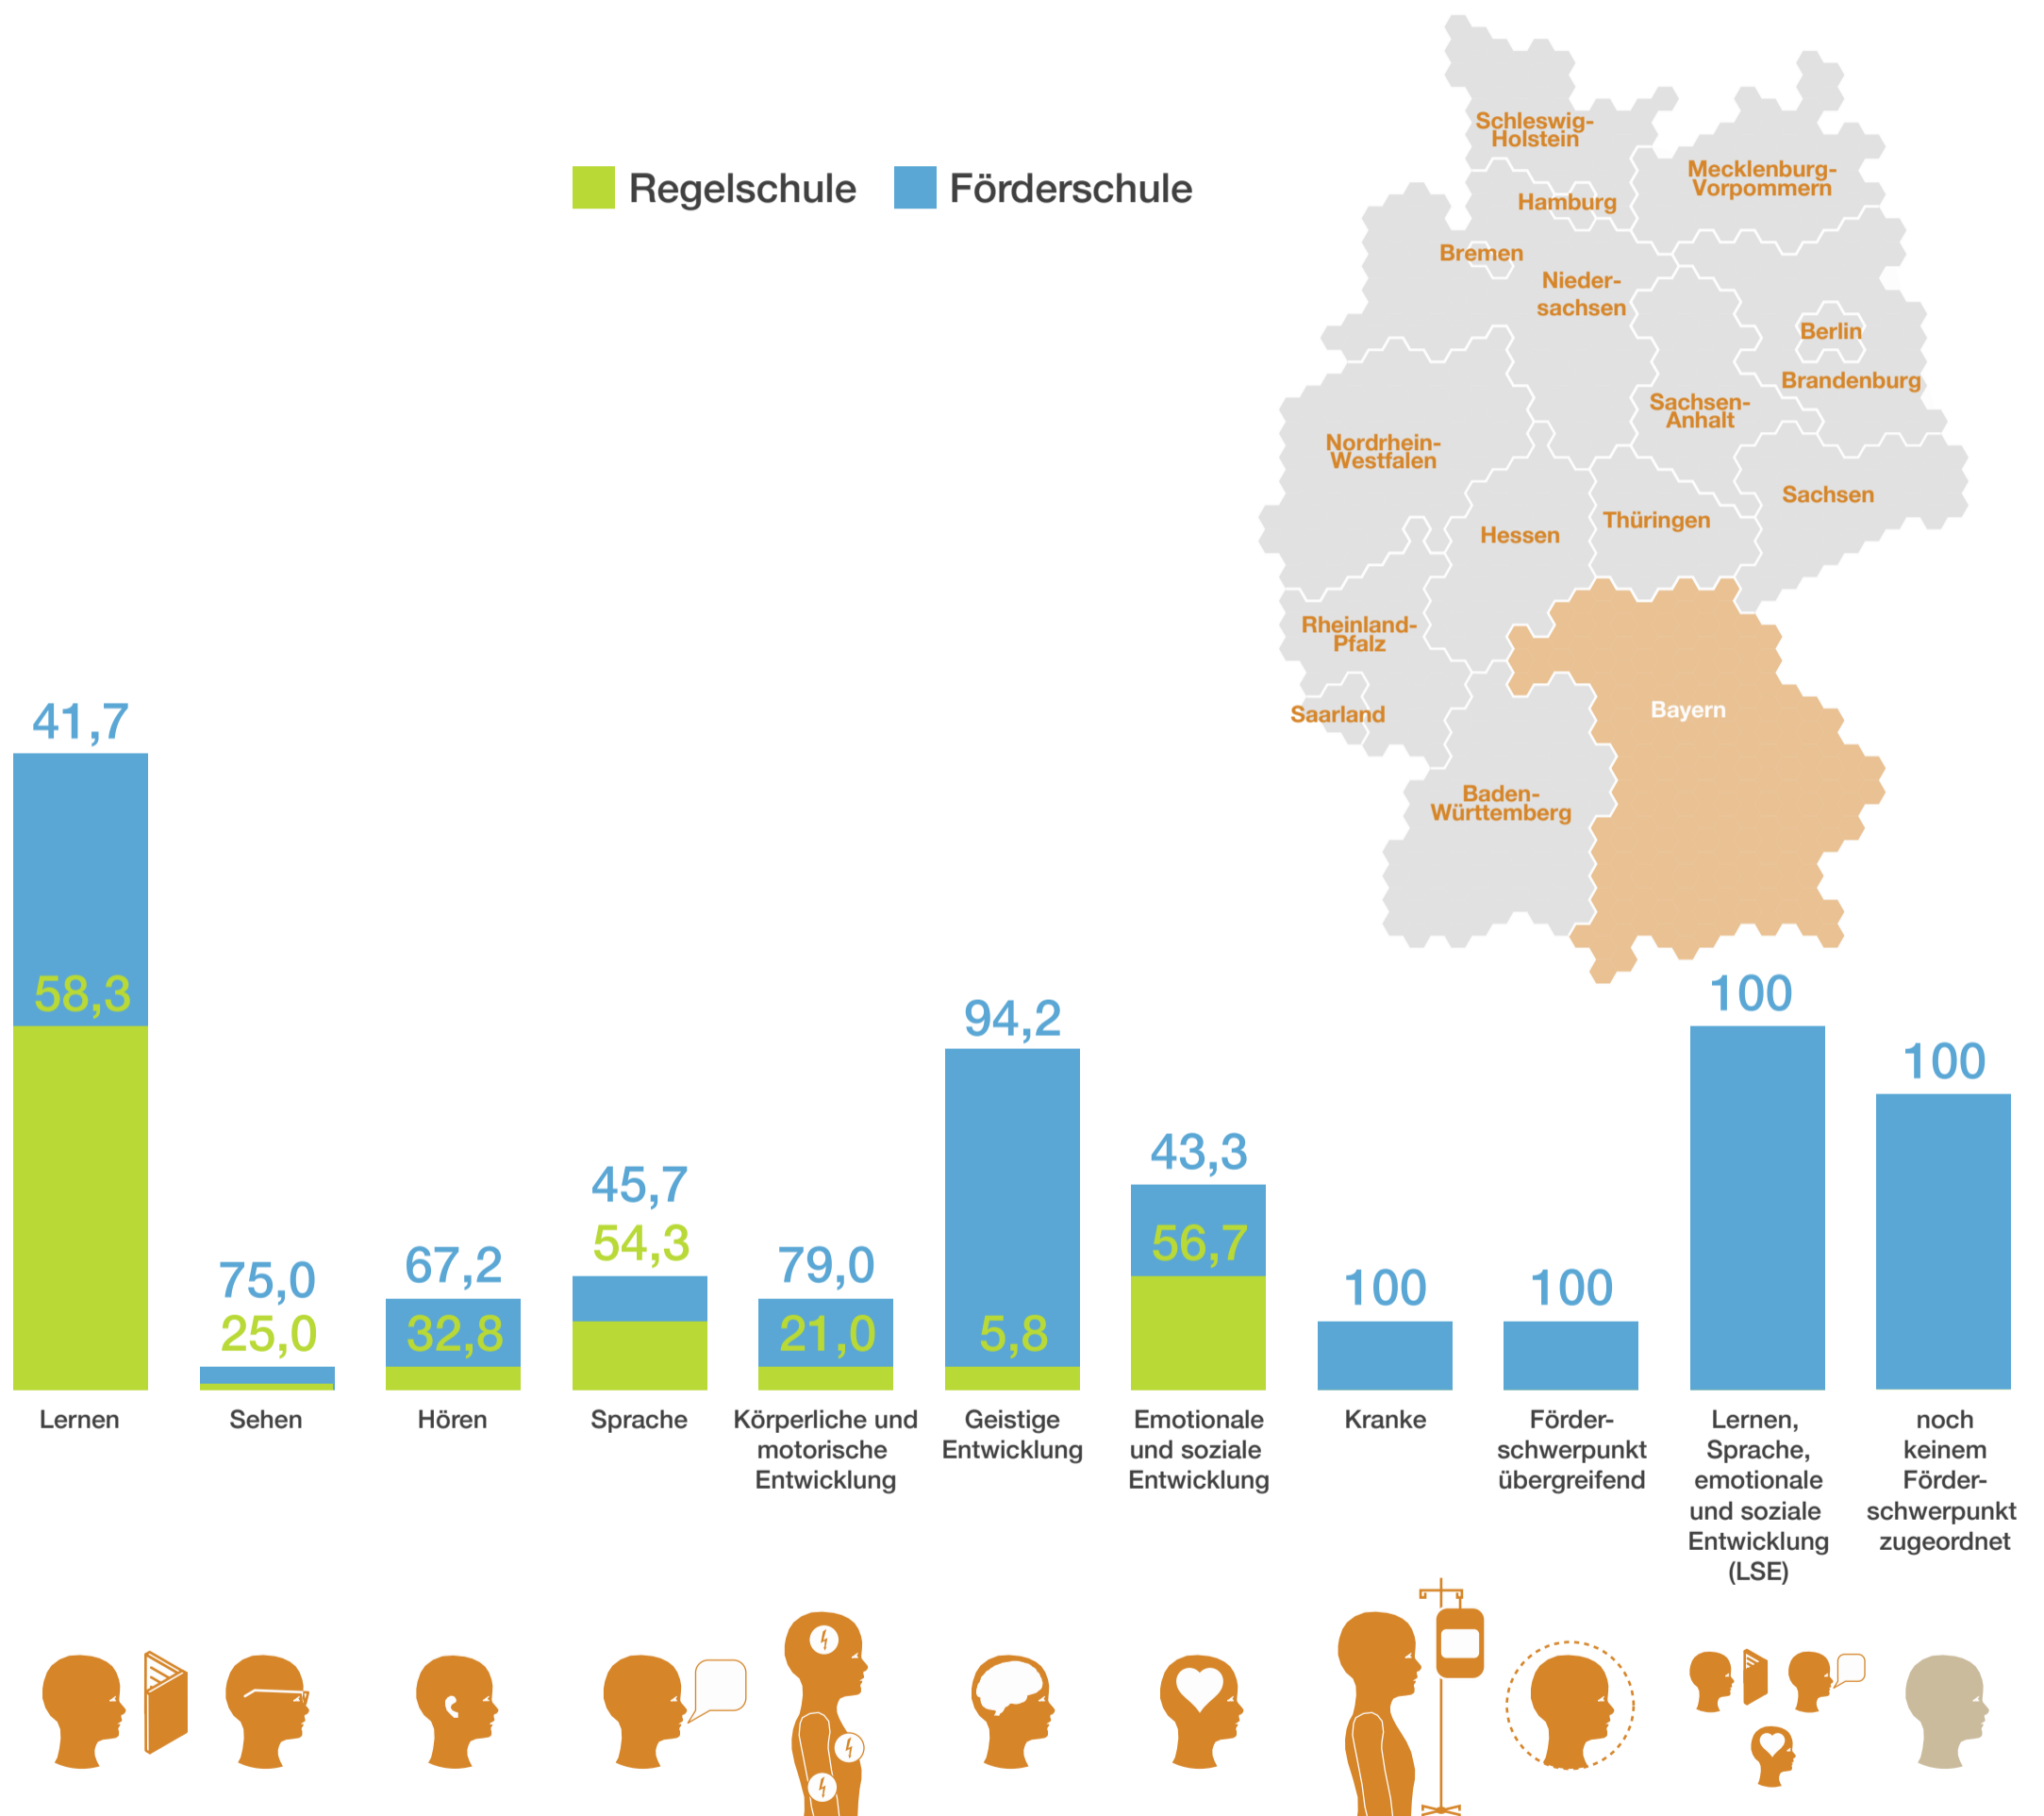 Regelschule
Förderschule
Schleswig-
Holstein
Mecklenburg-
Vorpommern
Hamburg
Bremen
Nieder-
sachsen
Berlin
Brandenburg
Sachsen-
Anhalt
Nordrhein-
Westfalen
Sachsen
Thüringen
Hessen
Rheinland-
Pfalz
Saarland
Bayern
Baden-
Württemberg
41,7
58,3
75,0
25,0
67,2
32,8
45,7
54,3
79,0
21,0
94,2
5,8
43,3
56,7
100
100
100
100
Lernen
Sehen
Hören
Sprache
Körperliche und
motorische
Entwicklung
Geistige
Entwicklung
Emotionale
und soziale
Entwicklung
Kranke
Förder-
schwerpunkt
übergreifend
Lernen,
Sprache,
emotionale
und soziale
Entwicklung
(LSE)
noch
keinem
Förder-
schwerpunkt
zugeordnet